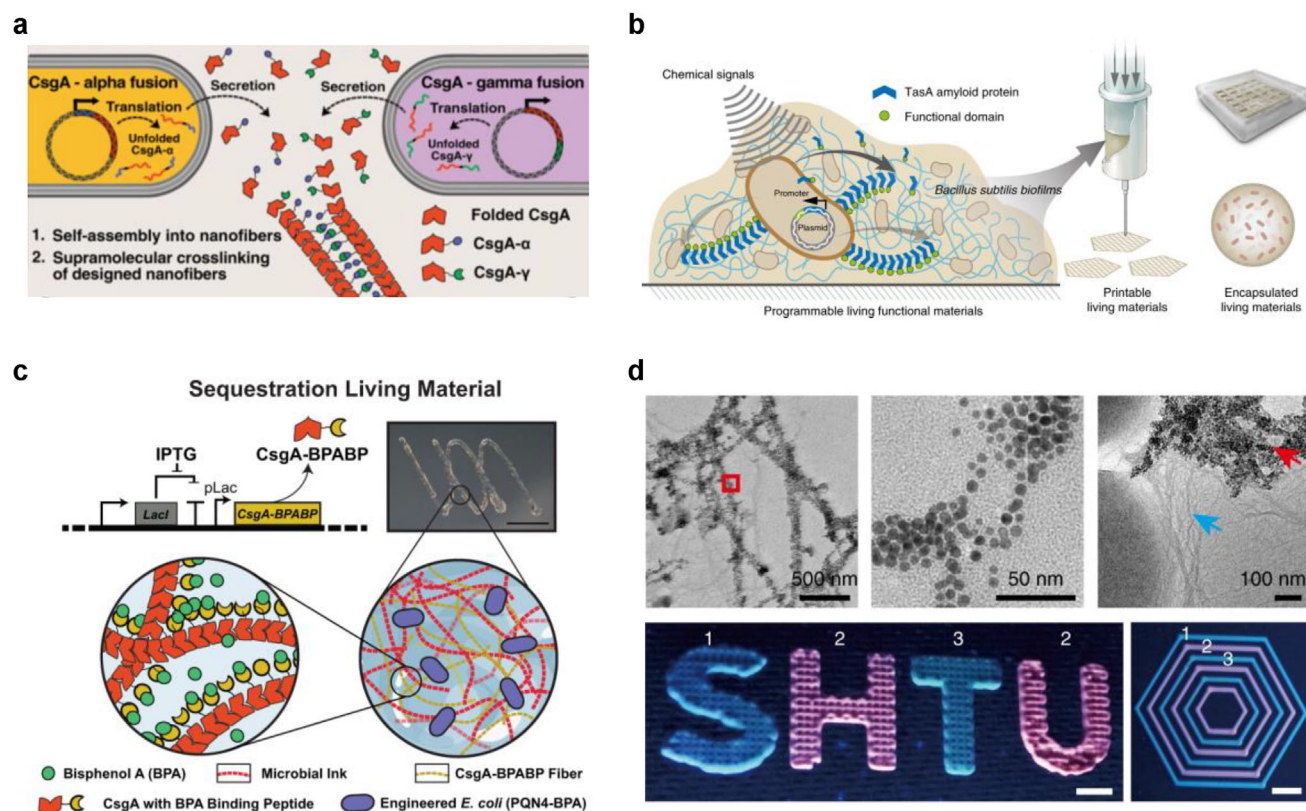 a
CsgA - alpha fusion
Translation
Unfolded
CsgA-α
Secretion
Secretion
CsgA - gamma fusion
Translation
Unfolded
CsgA-γ
1. Self-assembly into nanofibers
2. Supramolecular crosslinking
of designed nanofibers
Folded CsgA
CsgA-α
CsgA-γ
b
Chemical signals
TasA amyloid protein
Functional domain
Promoter
Plasmid
Bacillus subtilis biofilms
Programmable living functional materials
Printable
living materials
Encapsulated
living materials
c
Sequestration Living Material
IPTG
CsgA-BPABP
pLac
LacI
CsgA-BPABP
Bisphenol A (BPA)
Microbial Ink
CsgA-BPABP Fiber
CsgA with BPA Binding Peptide
Engineered E. coli (PQN4-BPA)
d
500 nm
50 nm
100 nm
1
2
3
2
SHTU
1
2
3